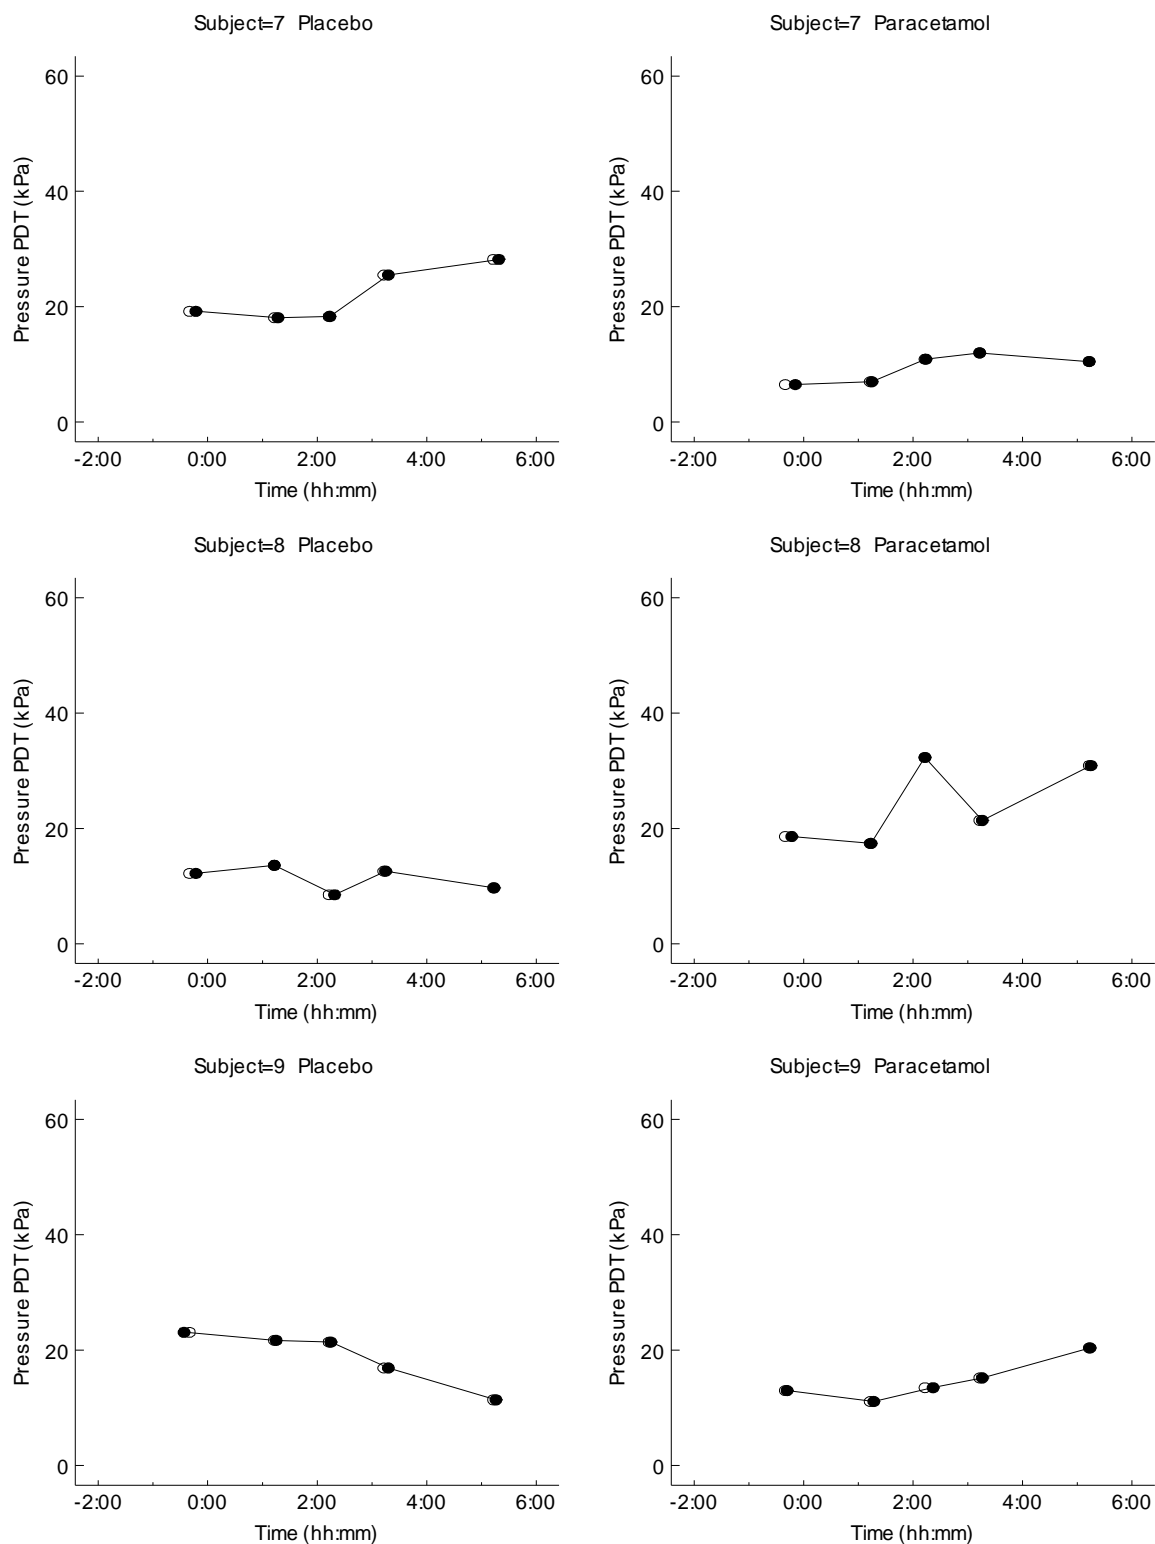 Subject=7 Placebo
60
40
20
0
Pressure PDT (kPa)
-2:00 0:00 2:00 4:00 6:00
Time (hh:mm)
Subject=7 Paracetamol
60
40
20
0
Pressure PDT (kPa)
-2:00 0:00 2:00 4:00 6:00
Time (hh:mm)
Subject=8 Placebo
60
40
20
0
Pressure PDT (kPa)
-2:00 0:00 2:00 4:00 6:00
Time (hh:mm)
Subject=8 Paracetamol
60
40
20
0
Pressure PDT (kPa)
-2:00 0:00 2:00 4:00 6:00
Time (hh:mm)
Subject=9 Placebo
60
40
20
0
Pressure PDT (kPa)
-2:00 0:00 2:00 4:00 6:00
Time (hh:mm)
Subject=9 Paracetamol
60
40
20
0
Pressure PDT (kPa)
-2:00 0:00 2:00 4:00 6:00
Time (hh:mm)